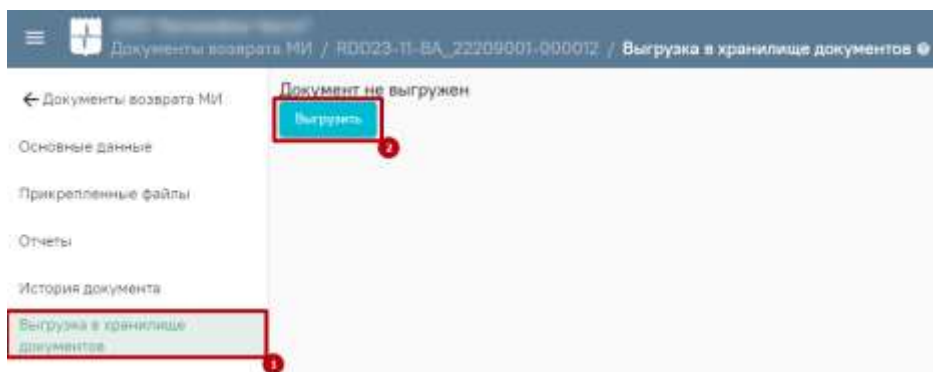 Документы возврата МИ / RDD23-11-BA_22209001-000012 / Выгрузка в хранилище документов
← Документы возврата МИ
Документ не выгружен
Выгрузить
2
Основные данные
Прикрепленные файлы
Отчеты
История документа
Выгрузка в хранилище
документов
1